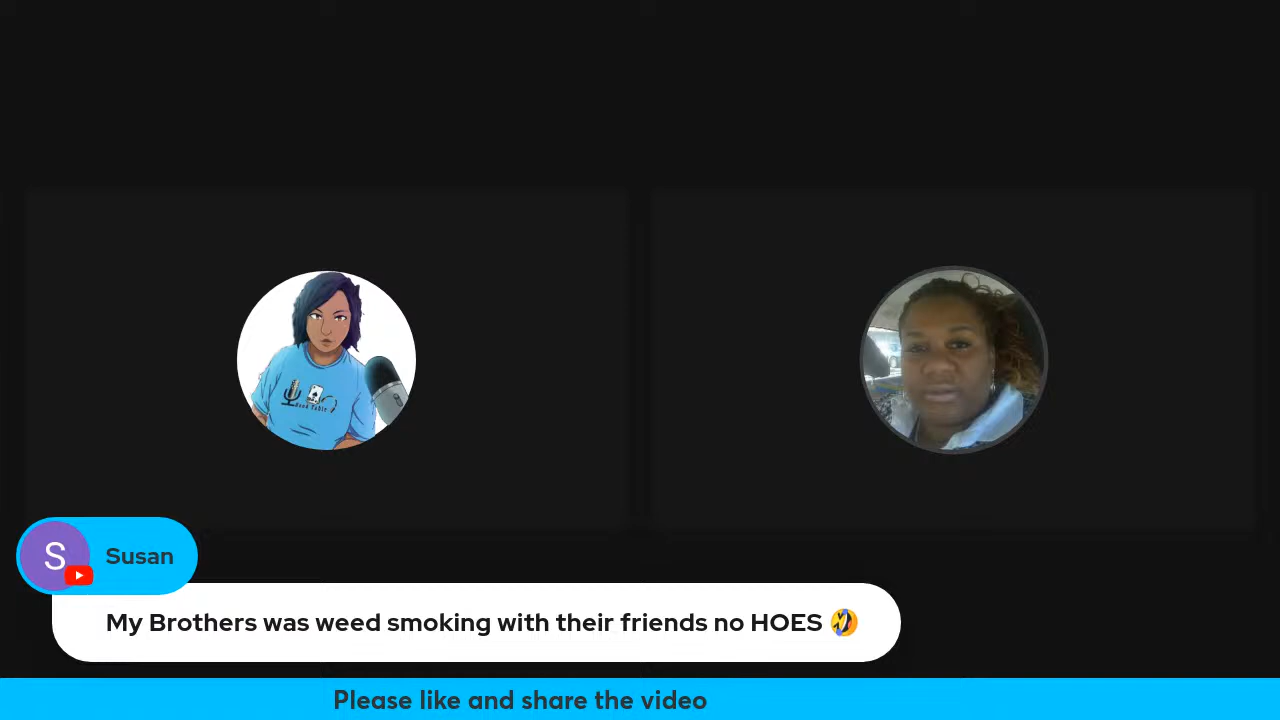 S
Susan
My Brothers was weed smoking with their friends no HOES 🤣
Please like and share the video